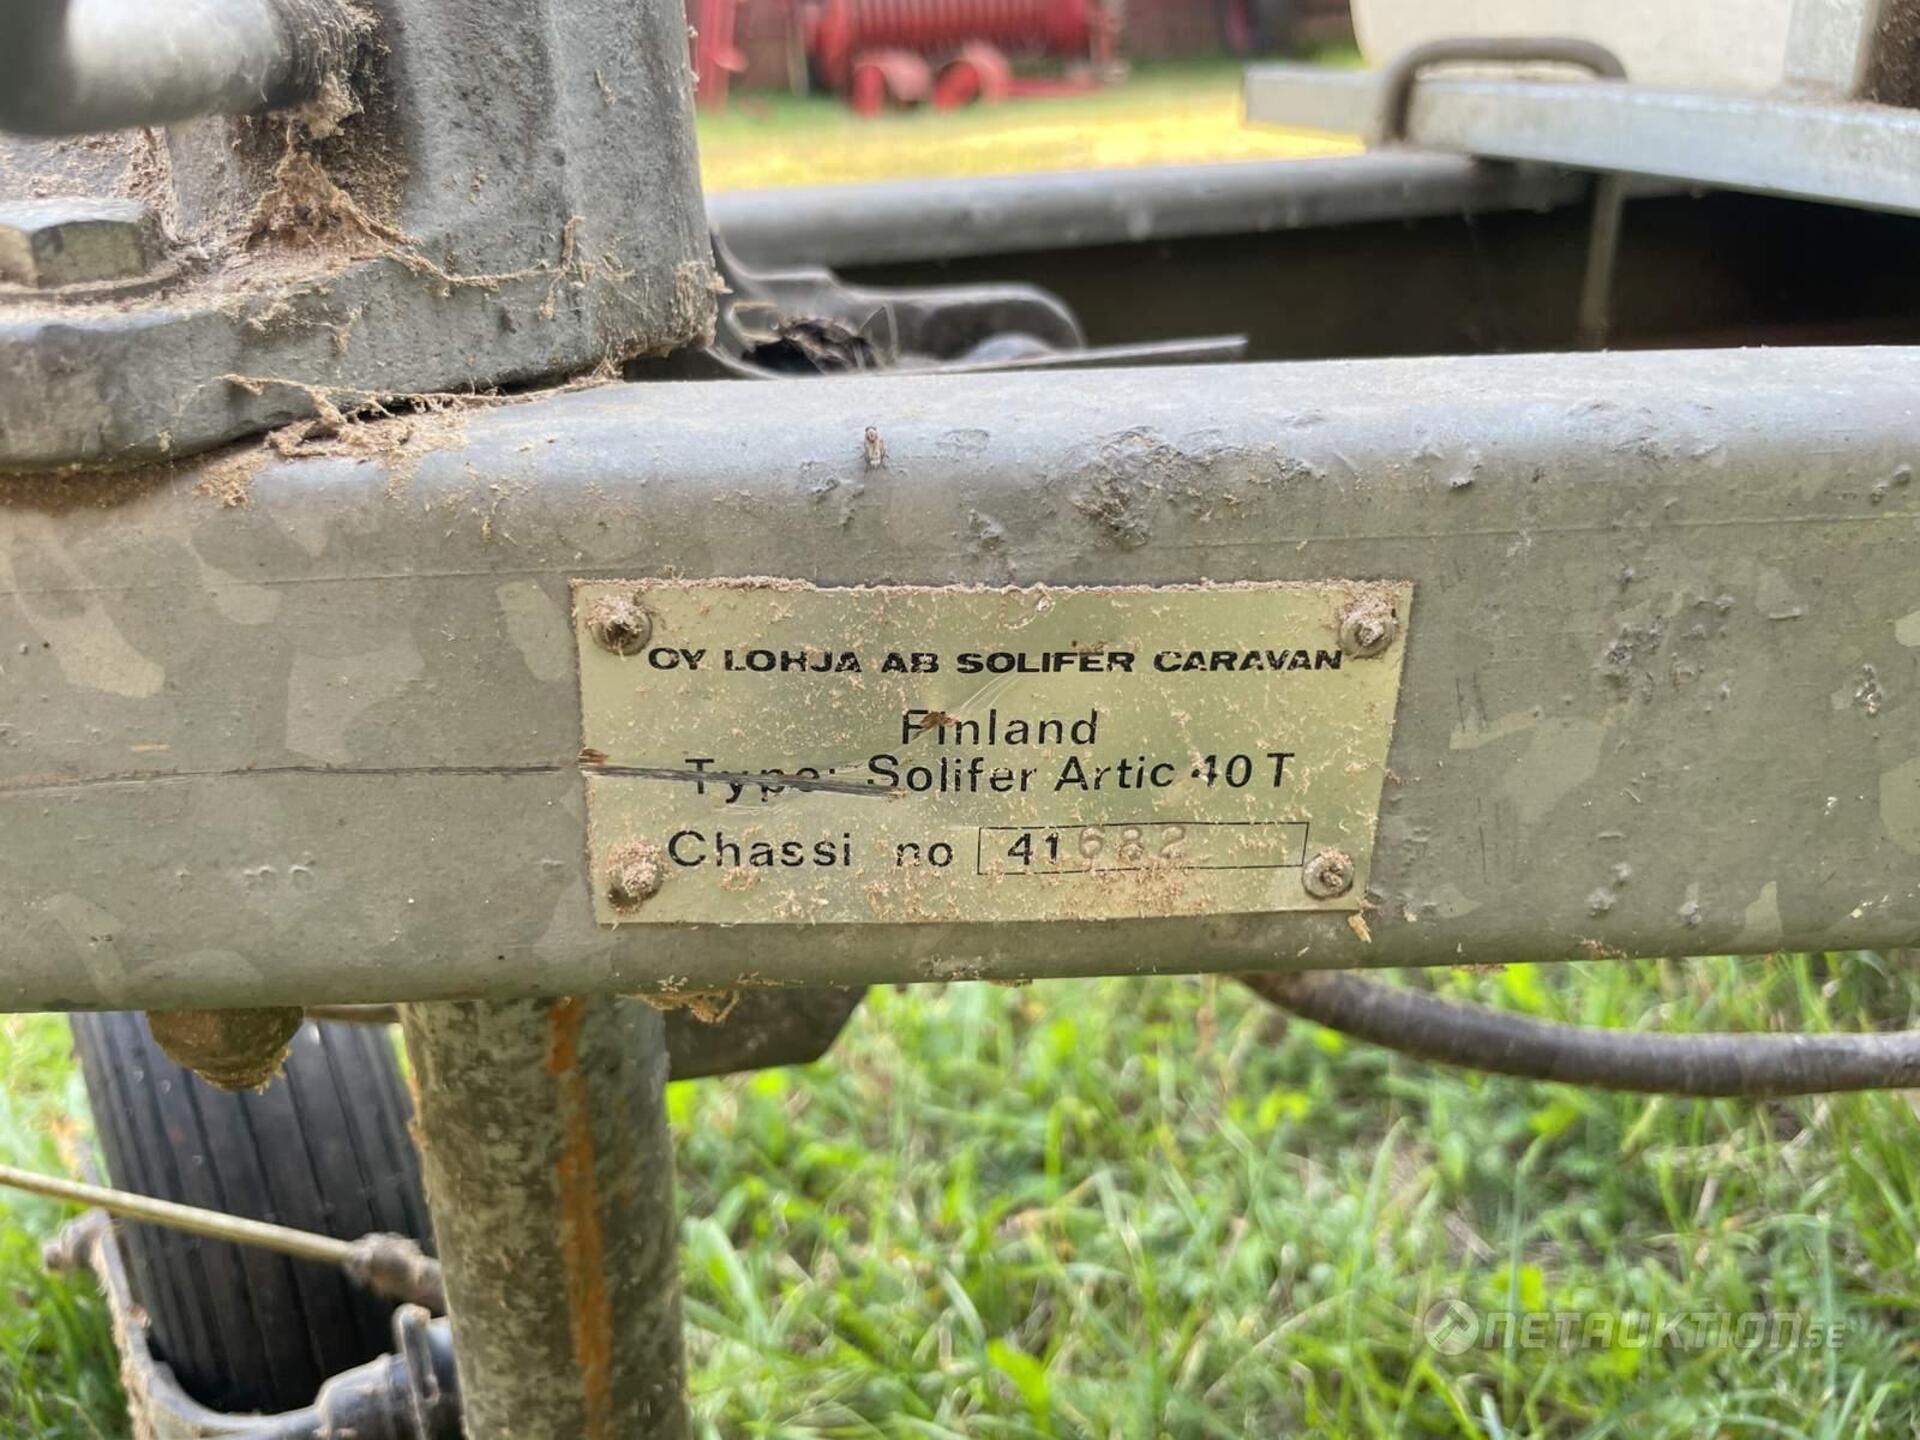 OY LOHJA AB SOLIFER CARAVAN
Finland
Type: Solifer Artic 40 T
Chassi no 41682
NETAUKTION.SE